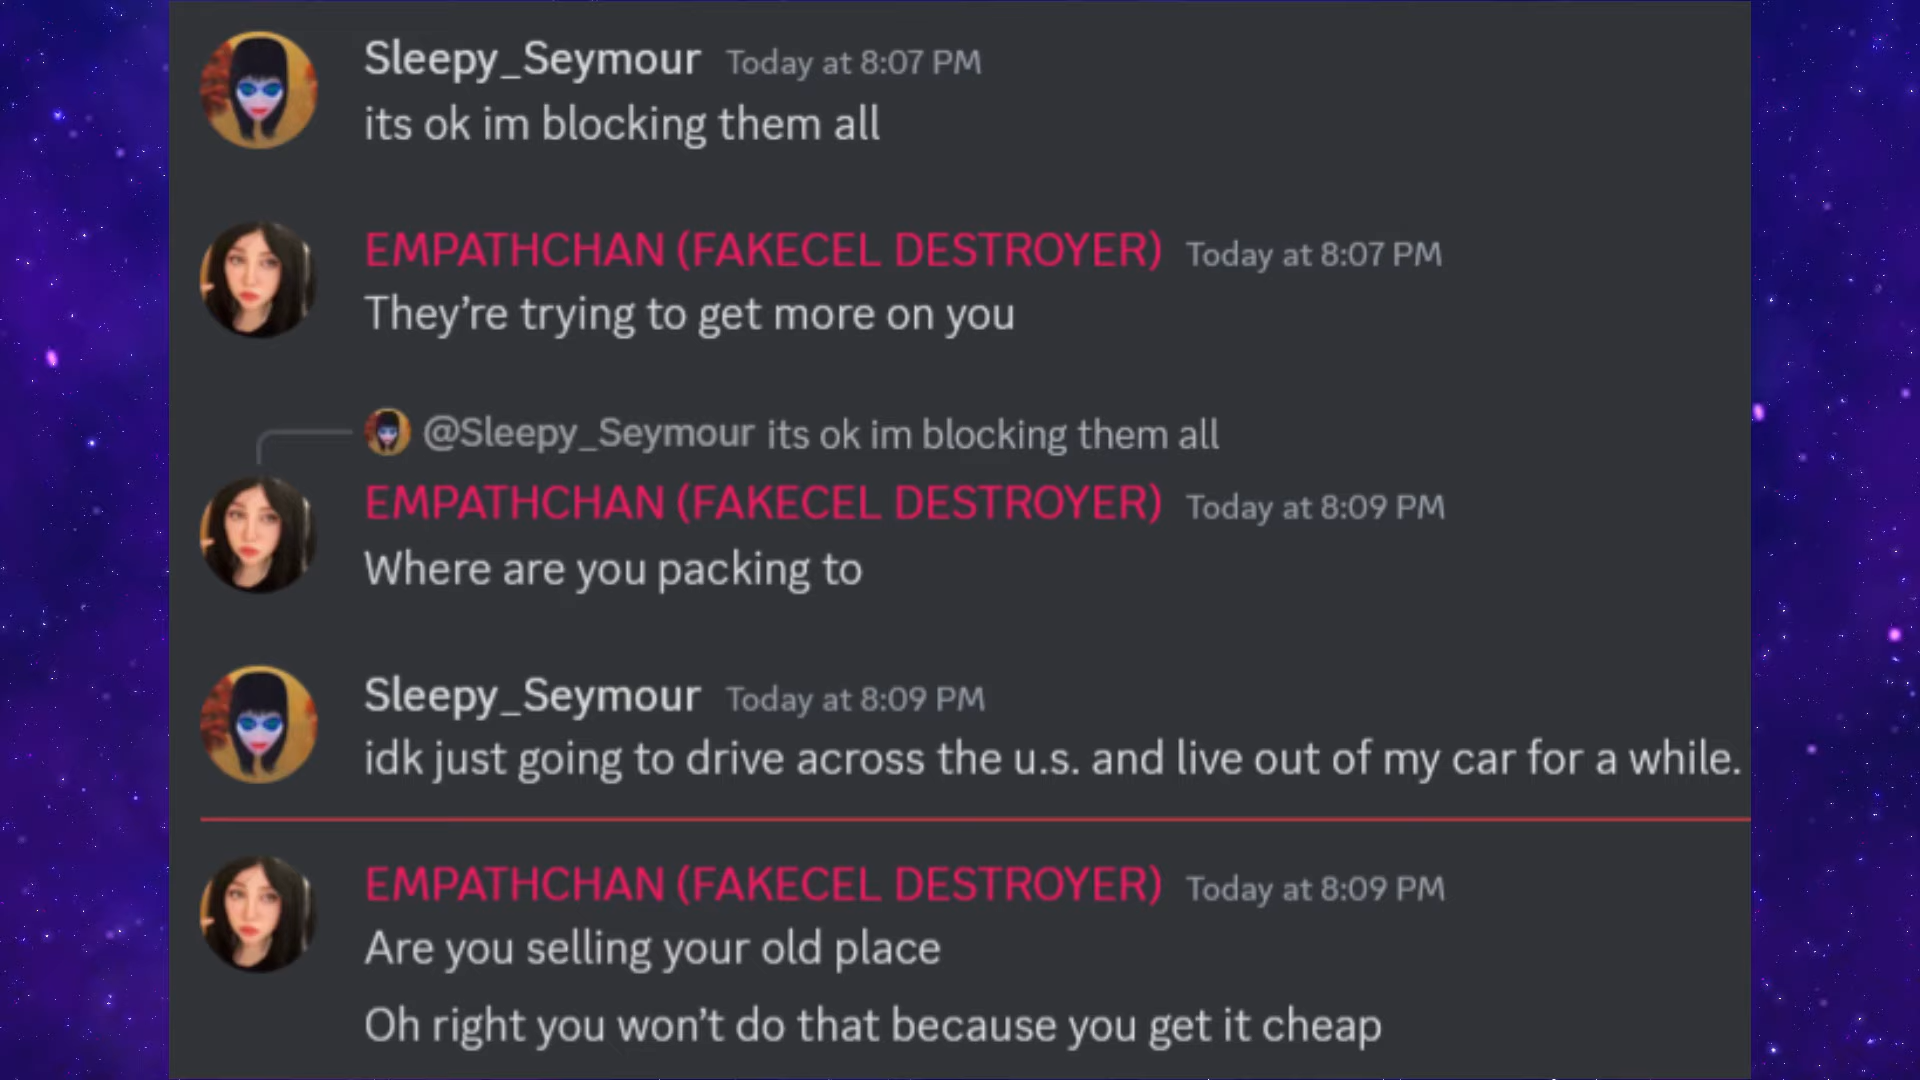 Sleepy_Seymour Today at 8:07 PM
its ok im blocking them all
EMPATHCHAN (FAKECEL DESTROYER) Today at 8:07 PM
They’re trying to get more on you
@Sleepy_Seymour its ok im blocking them all
EMPATHCHAN (FAKECEL DESTROYER) Today at 8:09 PM
Where are you packing to
Sleepy_Seymour Today at 8:09 PM
idk just going to drive across the u.s. and live out of my car for a while.
EMPATHCHAN (FAKECEL DESTROYER) Today at 8:09 PM
Are you selling your old place
Oh right you won’t do that because you get it cheap